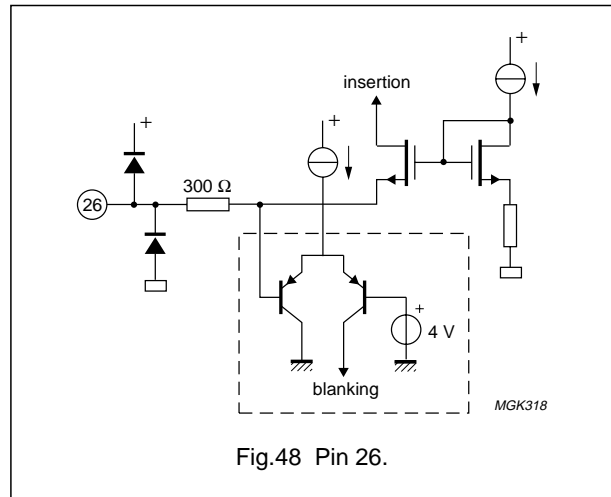 +
insertion
+
+
300 Ω
26
+
4 V
blanking
MGK318
Fig.48 Pin 26.